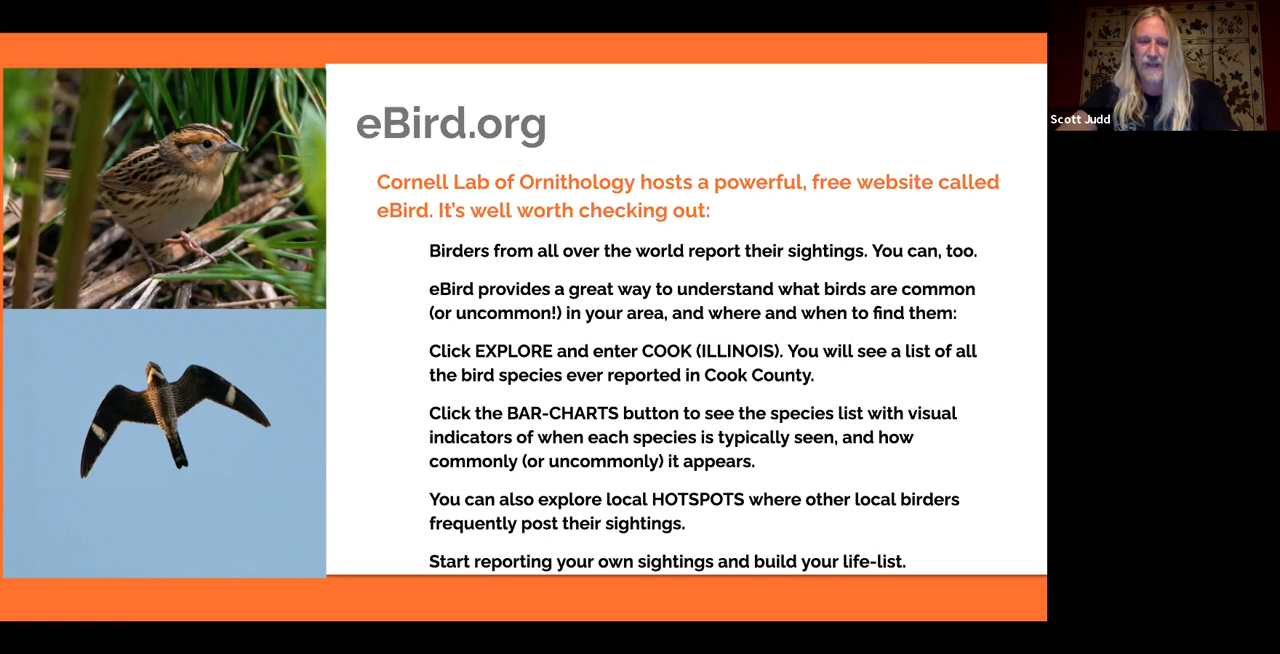 eBird.org
Cornell Lab of Ornithology hosts a powerful, free website called
eBird. It's well worth checking out:
Birders from all over the world report their sightings. You can, too.
eBird provides a great way to understand what birds are common
(or uncommon!) in your area, and where and when to find them:
Click EXPLORE and enter COOK (ILLINOIS). You will see a list of all
the bird species ever reported in Cook County.
Click the BAR-CHARTS button to see the species list with visual
indicators of when each species is typically seen, and how
commonly (or uncommonly) it appears.
You can also explore local HOTSPOTS where other local birders
frequently post their sightings.
Start reporting your own sightings and build your life-list.
Scott Judd